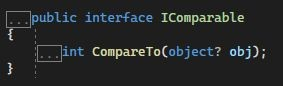 ...public interface IComparable
{
...int CompareTo(object? obj);
}